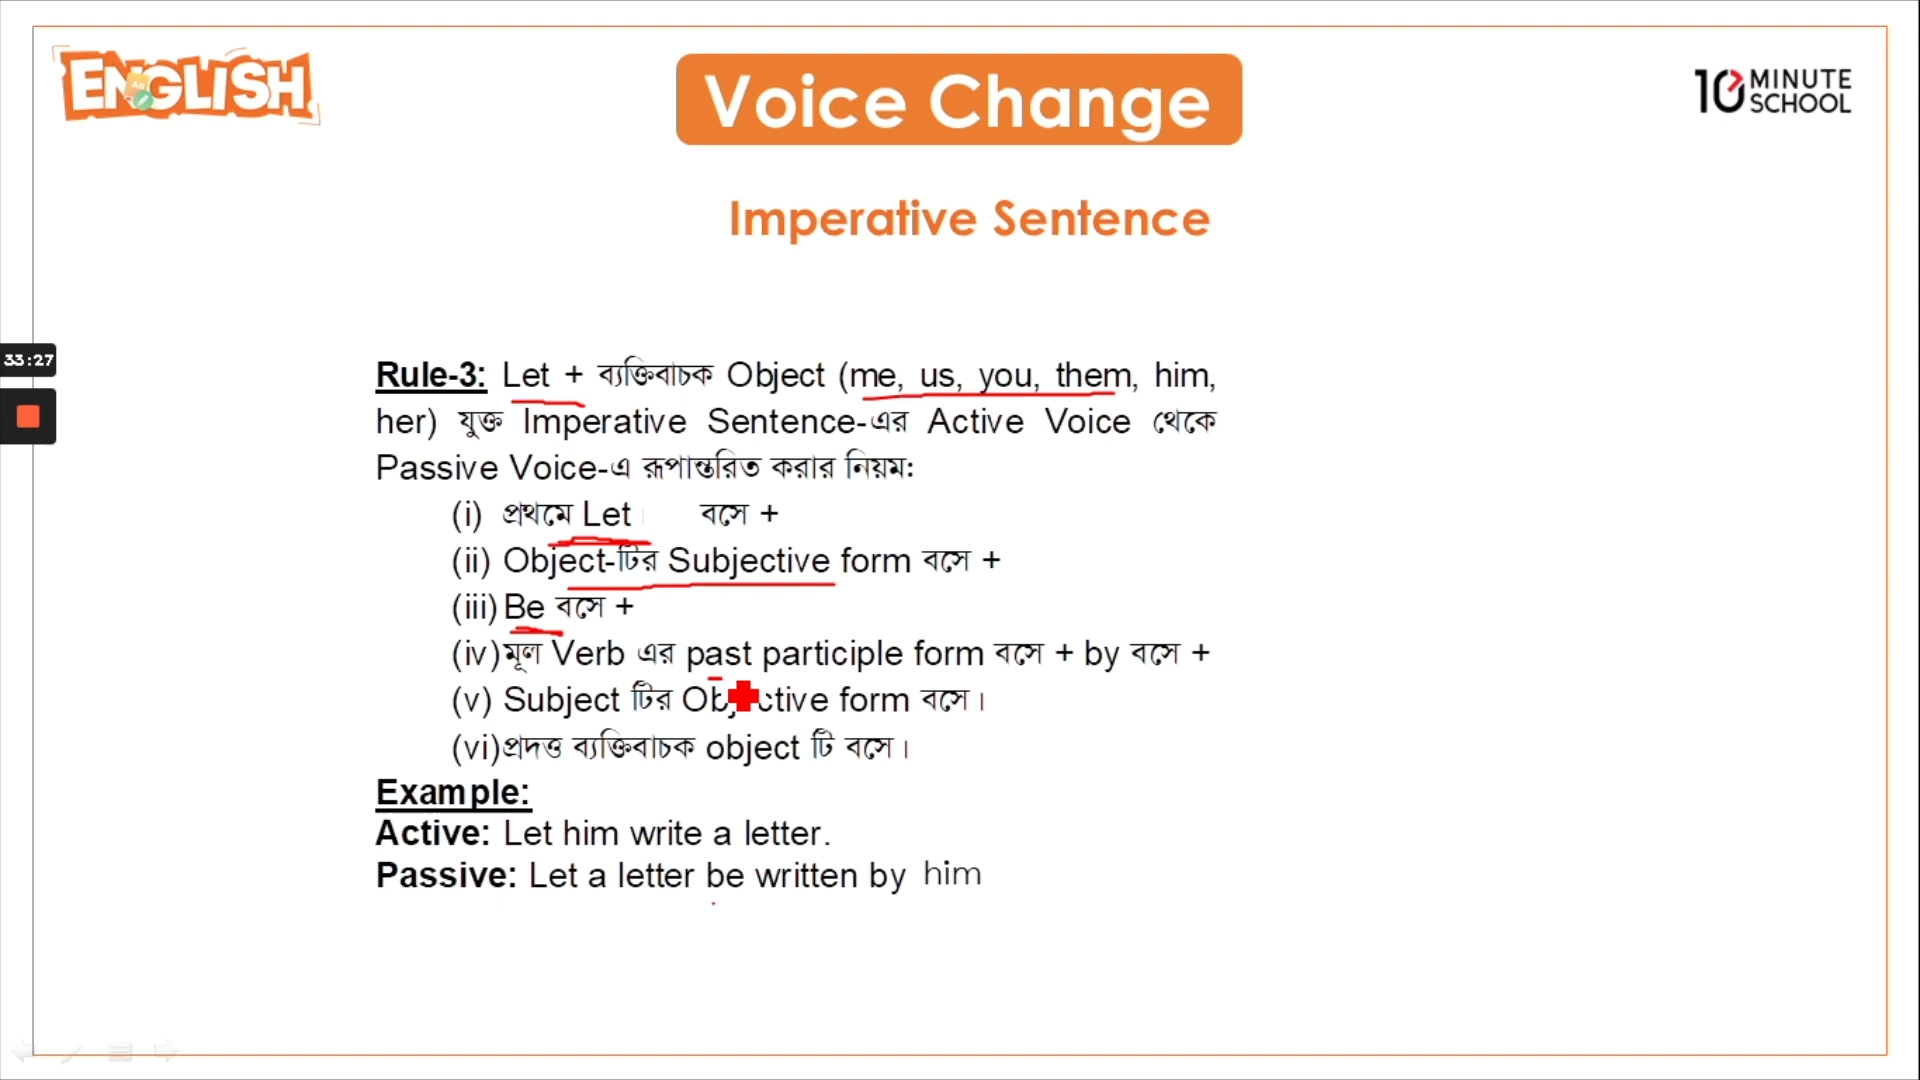 ENGLISH
Voice Change
10 MINUTE SCHOOL
Imperative Sentence
33:27
Rule-3: Let + ব্যক্তিবাচক Object (me, us, you, them, him,
her) যুক্ত Imperative Sentence-এর Active Voice থেকে
Passive Voice-এ রূপান্তরিত করার নিয়ম:
(i) প্রথমে Let বসে +
(ii) Object-টির Subjective form বসে +
(iii) Be বসে +
(iv) মূল Verb এর past participle form বসে + by বসে +
(v) Subject টির Objective form বসে।
(vi) প্রদত্ত ব্যক্তিবাচক object টি বসে।
Example:
Active: Let him write a letter.
Passive: Let a letter be written by him